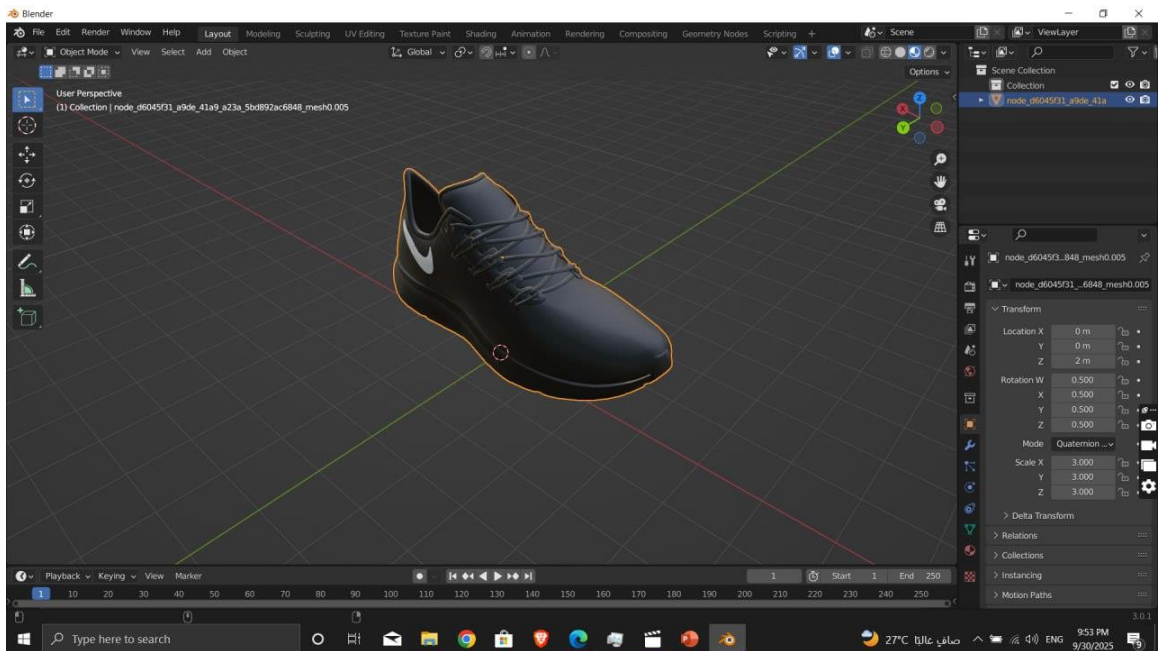 Blender
File Edit Render Window Help Layout Modeling Sculpting UV Editing Texture Paint Shading Animation Rendering Compositing Geometry Nodes Scripting + Scene ViewLayer
Object Mode View Select Add Object Global
Options
User Perspective
(1) Collection | node_d6045f31_a9de_41a9_a23a_5bd892ac6848_mesh0.005
Z
Y
Scene Collection
Collection
node_d6045f31_a9de_41a
node_d6045f3...848_mesh0.005
node_d6045f31_...6848_mesh0.005
Transform
Location X 0 m
Y 0 m
Z 2 m
Rotation W 0.500
X 0.500
Y 0.500
Z 0.500
Mode Quaternion ...
Scale X 3.000
Y 3.000
Z 3.000
Delta Transform
Relations
Collections
Instancing
Motion Paths
Playback Keying View Marker 1 Start 1 End 250
1 10 20 30 40 50 60 70 80 90 100 110 120 130 140 150 160 170 180 190 200 210 220 230 240 250
3.0.1
Type here to search
27°C صافٍ غالبًا
ENG
9:53 PM
9/30/2025